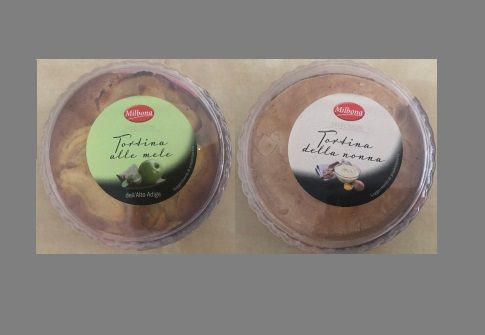 Milbona
Tortina
alle mele
dell'Alto Adige
Milbona
Tortina
della nonna